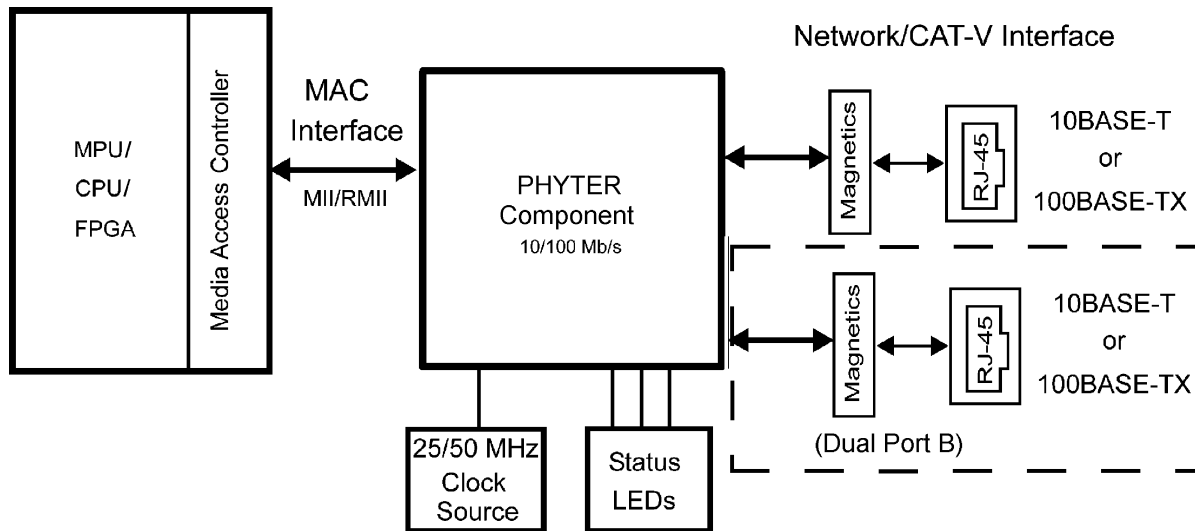 MPU/
CPU/
FPGA
Media Access Controller
MAC
Interface
MII/RMII
PHYTER
Component
10/100 Mb/s
25/50 MHz
Clock
Source
Status
LEDs
Network/CAT-V Interface
Magnetics
RJ-45
10BASE-T
or
100BASE-TX
Magnetics
RJ-45
10BASE-T
or
100BASE-TX
(Dual Port B)